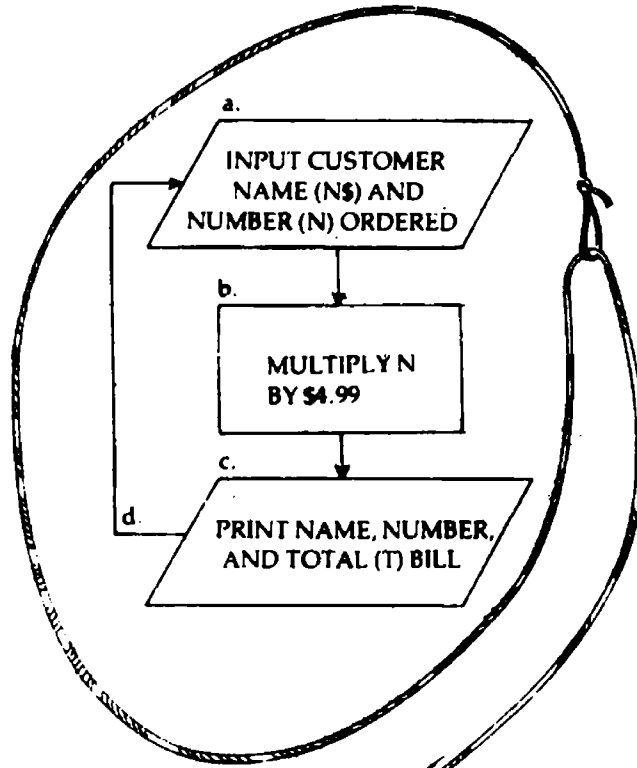 a.
INPUT CUSTOMER
NAME (N$) AND
NUMBER (N) ORDERED
b.
MULTIPLY N
BY $4.99
c.
d.
PRINT NAME, NUMBER,
AND TOTAL (T) BILL